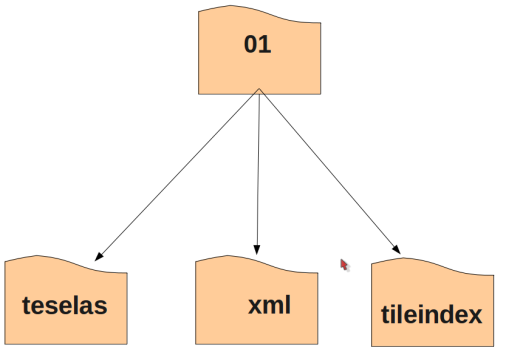 01
teselas
xml
tileindex